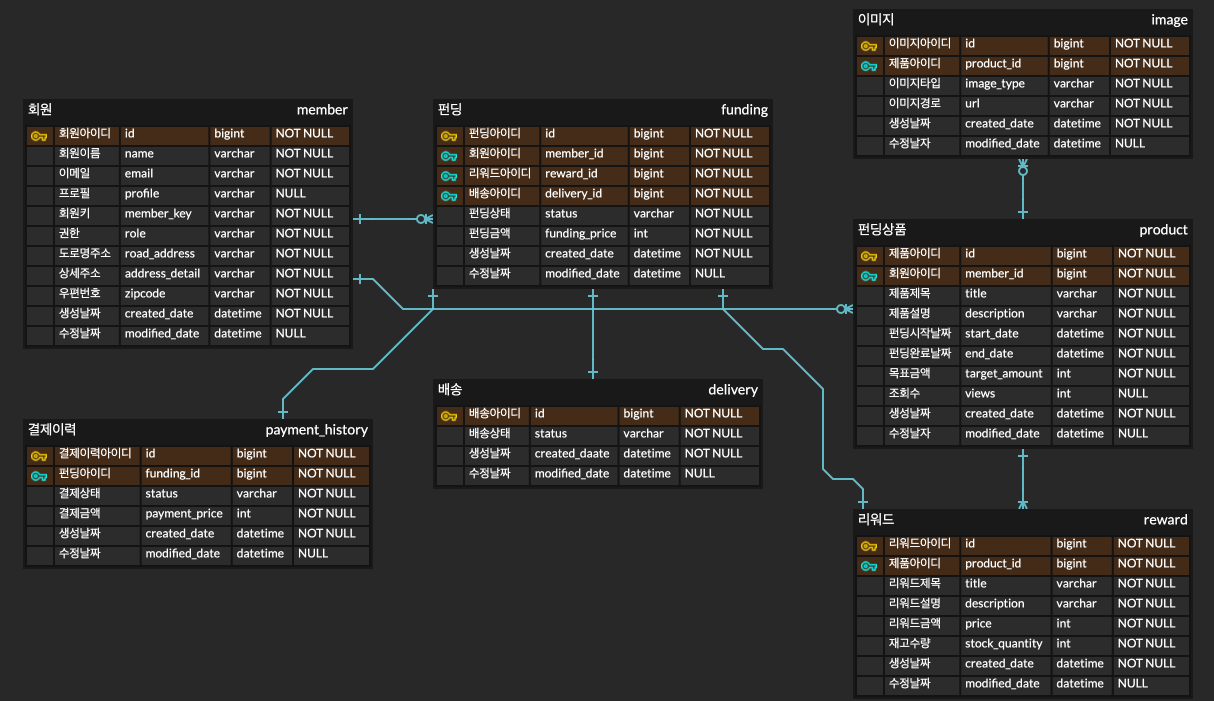 이미지 image
이미지아이디 id bigint NOT NULL
제품아이디 product_id bigint NOT NULL
이미지타입 image_type varchar NOT NULL
이미지경로 url varchar NOT NULL
생성날짜 created_date datetime NOT NULL
수정날자 modified_date datetime NULL
회원 member
회원아이디 id bigint NOT NULL
회원이름 name varchar NOT NULL
이메일 email varchar NOT NULL
프로필 profile varchar NULL
회원키 member_key varchar NOT NULL
권한 role varchar NOT NULL
도로명주소 road_address varchar NOT NULL
상세주소 address_detail varchar NOT NULL
우편번호 zipcode varchar NOT NULL
생성날짜 created_date datetime NOT NULL
수정날짜 modified_date datetime NULL
펀딩 funding
펀딩아이디 id bigint NOT NULL
회원아이디 member_id bigint NOT NULL
리워드아이디 reward_id bigint NOT NULL
배송아이디 delivery_id bigint NOT NULL
펀딩상태 status varchar NOT NULL
펀딩금액 funding_price int NOT NULL
생성날짜 created_date datetime NOT NULL
수정날짜 modified_date datetime NULL
펀딩상품 product
제품아이디 id bigint NOT NULL
회원아이디 member_id bigint NOT NULL
제품제목 title varchar NOT NULL
제품설명 description varchar NOT NULL
펀딩시작날짜 start_date datetime NOT NULL
펀딩완료날짜 end_date datetime NOT NULL
목표금액 target_amount int NOT NULL
조회수 views int NULL
생성날짜 created_date datetime NOT NULL
수정날자 modified_date datetime NULL
배송 delivery
배송아이디 id bigint NOT NULL
배송상태 status varchar NOT NULL
생성날짜 created_daate datetime NOT NULL
수정날짜 modified_date datetime NULL
결제이력 payment_history
결제이력아이디 id bigint NOT NULL
펀딩아이디 funding_id bigint NOT NULL
결제상태 status varchar NOT NULL
결제금액 payment_price int NOT NULL
생성날짜 created_date datetime NOT NULL
수정날짜 modified_date datetime NULL
리워드 reward
리워드아이디 id bigint NOT NULL
제품아이디 product_id bigint NOT NULL
리워드제목 title varchar NOT NULL
리워드설명 description varchar NOT NULL
리워드금액 price int NOT NULL
재고수량 stock_quantity int NOT NULL
생성날짜 created_date datetime NOT NULL
수정날짜 modified_date datetime NULL